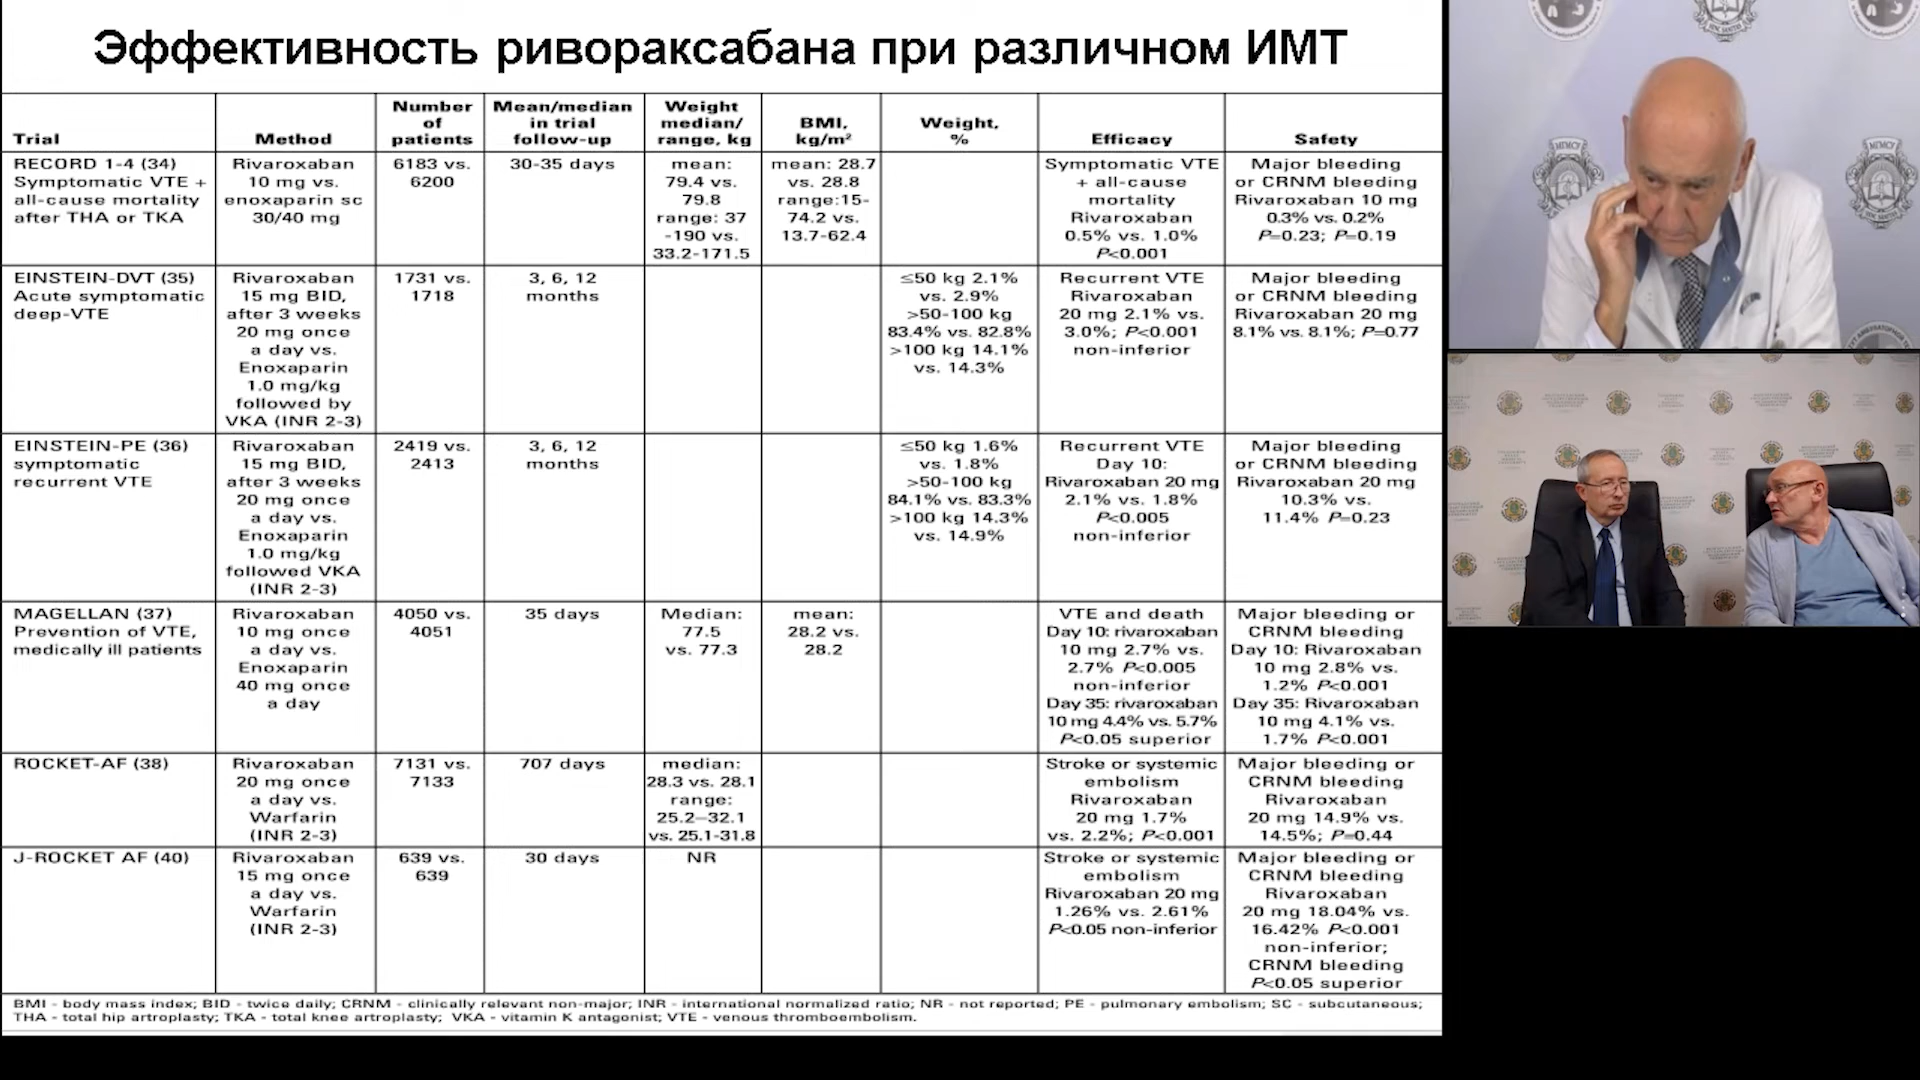 Эффективность ривораксабана при различном ИМТ
Trial
Method
Number
of
patients
Mean/median
in trial
follow-up
Weight
median/
range, kg
BMI,
kg/m²
Weight,
%
Efficacy
Safety
RECORD 1-4 (34)
Symptomatic VTE +
all-cause mortality
after THA or TKA
Rivaroxaban
10 mg vs.
enoxaparin sc
30/40 mg
6183 vs.
6200
30-35 days
mean:
79.4 vs.
79.8
range: 37
-190 vs.
33.2-171.5
mean: 28.7
vs. 28.8
range:15-
74.2 vs.
13.7-62.4
Symptomatic VTE
+ all-cause
mortality
Rivaroxaban
0.5% vs. 1.0%
P<0.001
Major bleeding
or CRNM bleeding
Rivaroxaban 10 mg
0.3% vs. 0.2%
P=0.23; P=0.19
EINSTEIN-DVT (35)
Acute symptomatic
deep-VTE
Rivaroxaban
15 mg BID,
after 3 weeks
20 mg once
a day vs.
Enoxaparin
1.0 mg/kg
followed by
VKA (INR 2-3)
1731 vs.
1718
3, 6, 12
months
≤50 kg 2.1%
vs. 2.9%
>50-100 kg
83.4% vs. 82.8%
>100 kg 14.1%
vs. 14.3%
Recurrent VTE
Rivaroxaban
20 mg 2.1% vs.
3.0%; P<0.001
non-inferior
Major bleeding
or CRNM bleeding
Rivaroxaban 20 mg
8.1% vs. 8.1%; P=0.77
EINSTEIN-PE (36)
symptomatic
recurrent VTE
Rivaroxaban
15 mg BID,
after 3 weeks
20 mg once
a day vs.
Enoxaparin
1.0 mg/kg
followed VKA
(INR 2-3)
2419 vs.
2413
3, 6, 12
months
≤50 kg 1.6%
vs. 1.8%
>50-100 kg
84.1% vs. 83.3%
>100 kg 14.3%
vs. 14.9%
Recurrent VTE
Day 10:
Rivaroxaban 20 mg
2.1% vs. 1.8%
P<0.005
non-inferior
Major bleeding
or CRNM bleeding
Rivaroxaban 20 mg
10.3% vs.
11.4% P=0.23
MAGELLAN (37)
Prevention of VTE,
medically ill patients
Rivaroxaban
10 mg once
a day vs.
Enoxaparin
40 mg once
a day
4050 vs.
4051
35 days
Median:
77.5
vs. 77.3
mean:
28.2 vs.
28.2
VTE and death
Day 10: rivaroxaban
10 mg 2.7% vs.
2.7% P<0.005
non-inferior
Day 35: rivaroxaban
10 mg 4.4% vs. 5.7%
P<0.05 superior
Major bleeding or
CRNM bleeding
Day 10: Rivaroxaban
10 mg 2.8% vs.
1.2% P<0.001
Day 35: Rivaroxaban
10 mg 4.1% vs.
1.7% P<0.001
ROCKET-AF (38)
Rivaroxaban
20 mg once
a day vs.
Warfarin
(INR 2-3)
7131 vs.
7133
707 days
median:
28.3 vs. 28.1
range:
25.2–32.1
vs. 25.1-31.8
Stroke or systemic
embolism
Rivaroxaban
20 mg 1.7%
vs. 2.2%; P<0.001
Major bleeding or
CRNM bleeding
Rivaroxaban
20 mg 14.9% vs.
14.5%; P=0.44
J-ROCKET AF (40)
Rivaroxaban
15 mg once
a day vs.
Warfarin
(INR 2-3)
639 vs.
639
30 days
NR
Stroke or systemic
embolism
Rivaroxaban 20 mg
1.26% vs. 2.61%
P<0.05 non-inferior
Major bleeding or
CRNM bleeding
Rivaroxaban
20 mg 18.04% vs.
16.42% P<0.001
non-inferior;
CRNM bleeding
P<0.05 superior
BMI - body mass index; BID - twice daily; CRNM - clinically relevant non-major; INR - international normalized ratio; NR - not reported; PE - pulmonary embolism; SC - subcutaneous;
THA - total hip artroplasty; TKA - total knee artroplasty; VKA - vitamin K antagonist; VTE - venous thromboembolism.
МГМСУ
МГМСУ